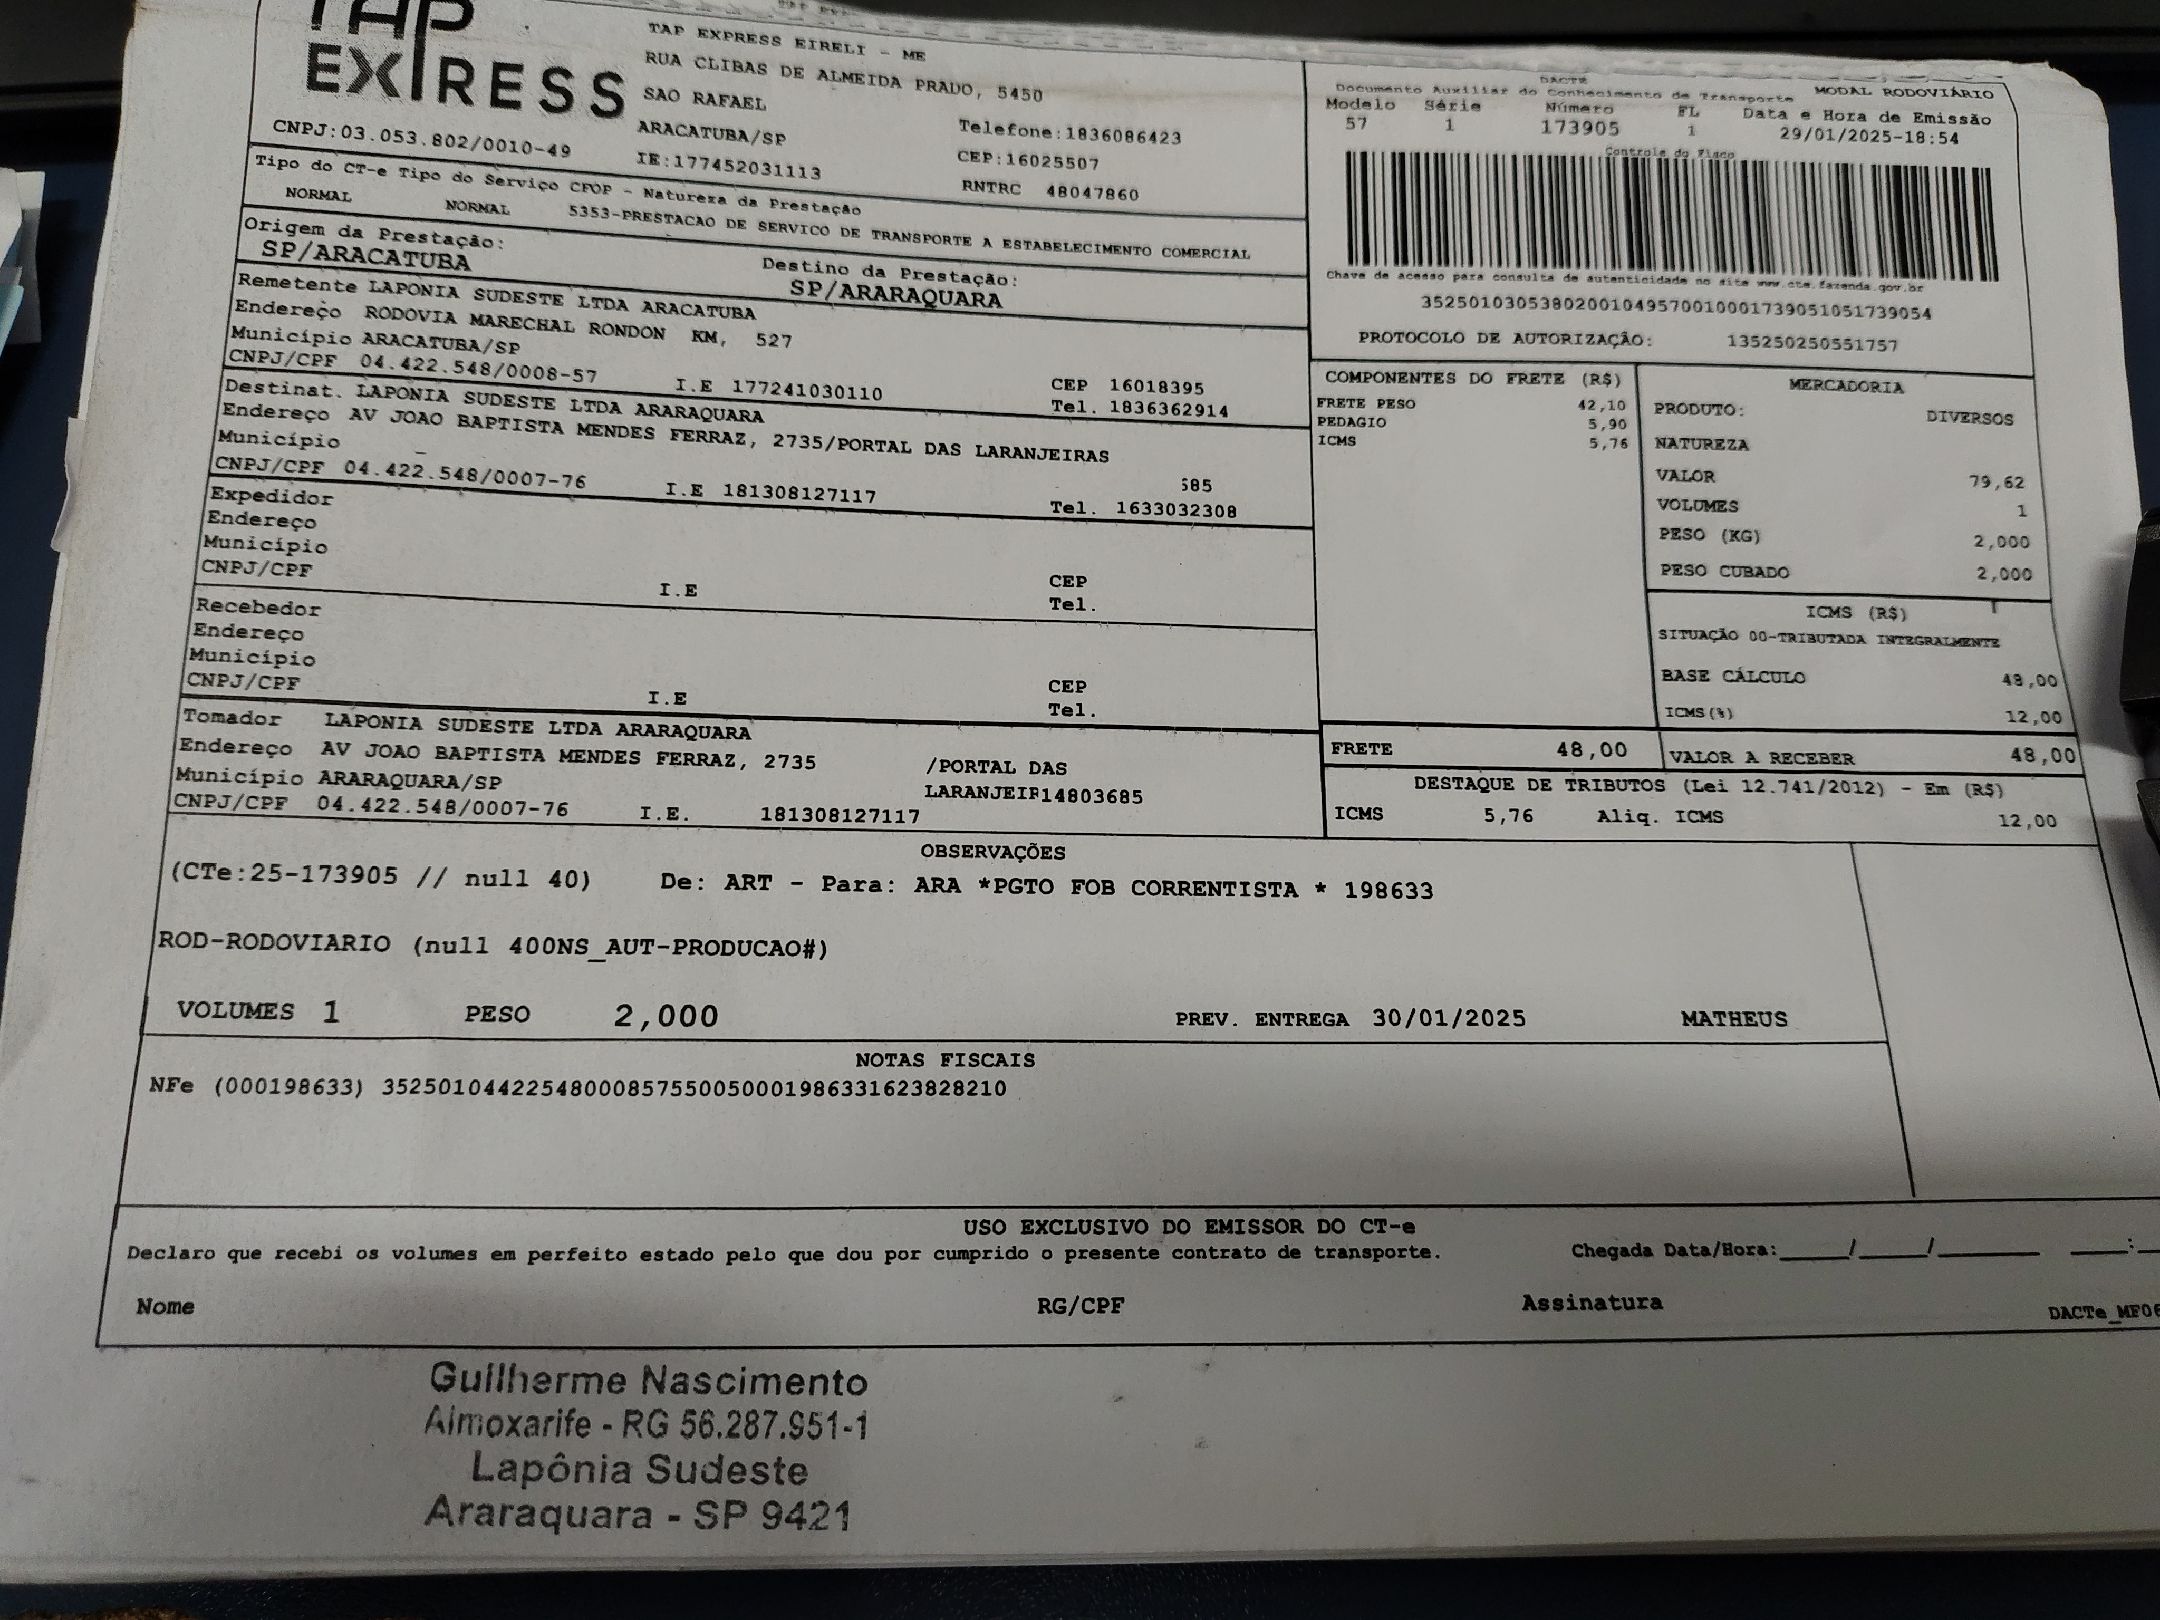 TAP
EXPRESS
TAP EXPRESS EIRELI - ME
RUA CLIBAS DE ALMEIDA PRADO, 5450
SAO RAFAEL
ARACATUBA/SP Telefone:1836086423
CNPJ:03.053.802/0010-49 IE:177452031113 CEP:16025507
RNTRC 48047860
Tipo do CT-e Tipo do Serviço CFOP - Natureza da Prestação
NORMAL NORMAL 5353-PRESTACAO DE SERVICO DE TRANSPORTE A ESTABELECIMENTO COMERCIAL
Origem da Prestação: Destino da Prestação:
SP/ARACATUBA SP/ARARAQUARA
Remetente LAPONIA SUDESTE LTDA ARACATUBA
Endereço RODOVIA MARECHAL RONDON KM, 527
Município ARACATUBA/SP CEP 16018395
CNPJ/CPF 04.422.548/0008-57 I.E 177241030110 Tel. 1836362914
Destinat. LAPONIA SUDESTE LTDA ARARAQUARA
Endereço AV JOAO BAPTISTA MENDES FERRAZ, 2735/PORTAL DAS LARANJEIRAS
Município 585
CNPJ/CPF 04.422.548/0007-76 I.E 181308127117 Tel. 1633032308
Expedidor
Endereço
Município CEP
CNPJ/CPF I.E Tel.
Recebedor
Endereço
Município CEP
CNPJ/CPF I.E Tel.
Tomador LAPONIA SUDESTE LTDA ARARAQUARA
Endereço AV JOAO BAPTISTA MENDES FERRAZ, 2735 /PORTAL DAS
Município ARARAQUARA/SP LARANJEIR14803685
CNPJ/CPF 04.422.548/0007-76 I.E. 181308127117
DACTE
Documento Auxiliar do Conhecimento de Transporte MODAL RODOVIÁRIO
Modelo Série Número FL Data e Hora de Emissão
57 1 173905 1 29/01/2025-18:54
Controle do Fisco
Chave de acesso para consulta de autenticidade no site www.cte.fazenda.gov.br
35250103053802001049570010001739051051739054
PROTOCOLO DE AUTORIZAÇÃO: 135250250551757
COMPONENTES DO FRETE (R$)
FRETE PESO 42,10
PEDAGIO 5,90
ICMS 5,76
MERCADORIA
PRODUTO: DIVERSOS
NATUREZA
VALOR 79,62
VOLUMES 1
PESO (KG) 2,000
PESO CUBADO 2,000
ICMS (R$)
SITUAÇÃO 00-TRIBUTADA INTEGRALMENTE
BASE CÁLCULO 48,00
ICMS(%) 12,00
FRETE 48,00 VALOR A RECEBER 48,00
DESTAQUE DE TRIBUTOS (Lei 12.741/2012) - Em (R$)
ICMS 5,76 Aliq. ICMS 12,00
OBSERVAÇÕES
(CTe:25-173905 // null 40) De: ART - Para: ARA *PGTO FOB CORRENTISTA * 198633
ROD-RODOVIARIO (null 400NS_AUT-PRODUCAO#)
VOLUMES 1 PESO 2,000 PREV. ENTREGA 30/01/2025 MATHEUS
NOTAS FISCAIS
NFe (000198633) 35250104422548000857550050001986331623828210
USO EXCLUSIVO DO EMISSOR DO CT-e
Declaro que recebi os volumes em perfeito estado pelo que dou por cumprido o presente contrato de transporte. Chegada Data/Hora:____/____/______ ___:
Nome RG/CPF Assinatura DACTe_MF06
Guilherme Nascimento
Almoxarife - RG 56.287.951-1
Lapônia Sudeste
Araraquara - SP 9421